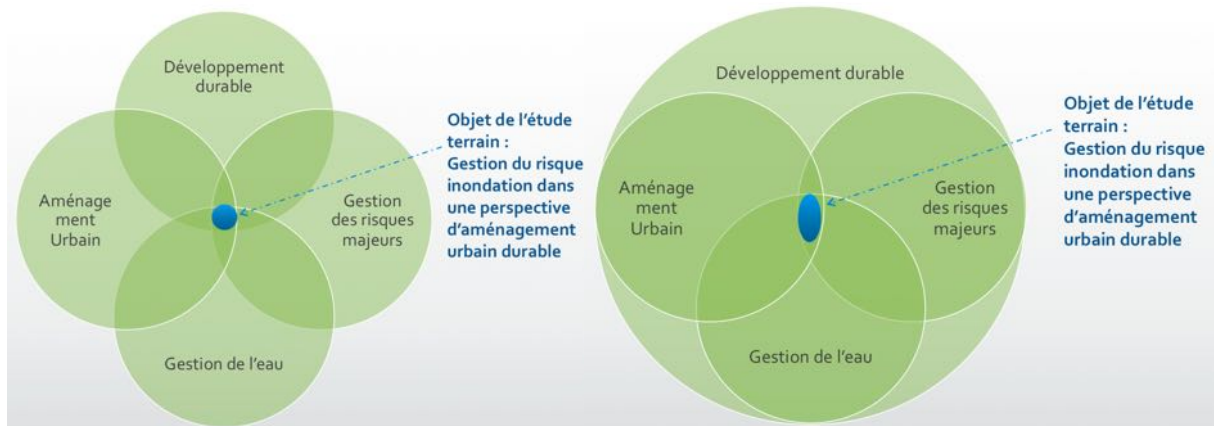 Développement
durable
Aménage
ment
Urbain
Gestion
des risques
majeurs
Gestion de l'eau
Objet de l'étude
terrain :
Gestion du risque
inondation dans
une perspective
d'aménagement
urbain durable
Développement durable
Aménage
ment
Urbain
Gestion
des risques
majeurs
Gestion de l'eau
Objet de l'étude
terrain :
Gestion du risque
inondation dans
une perspective
d'aménagement
urbain durable